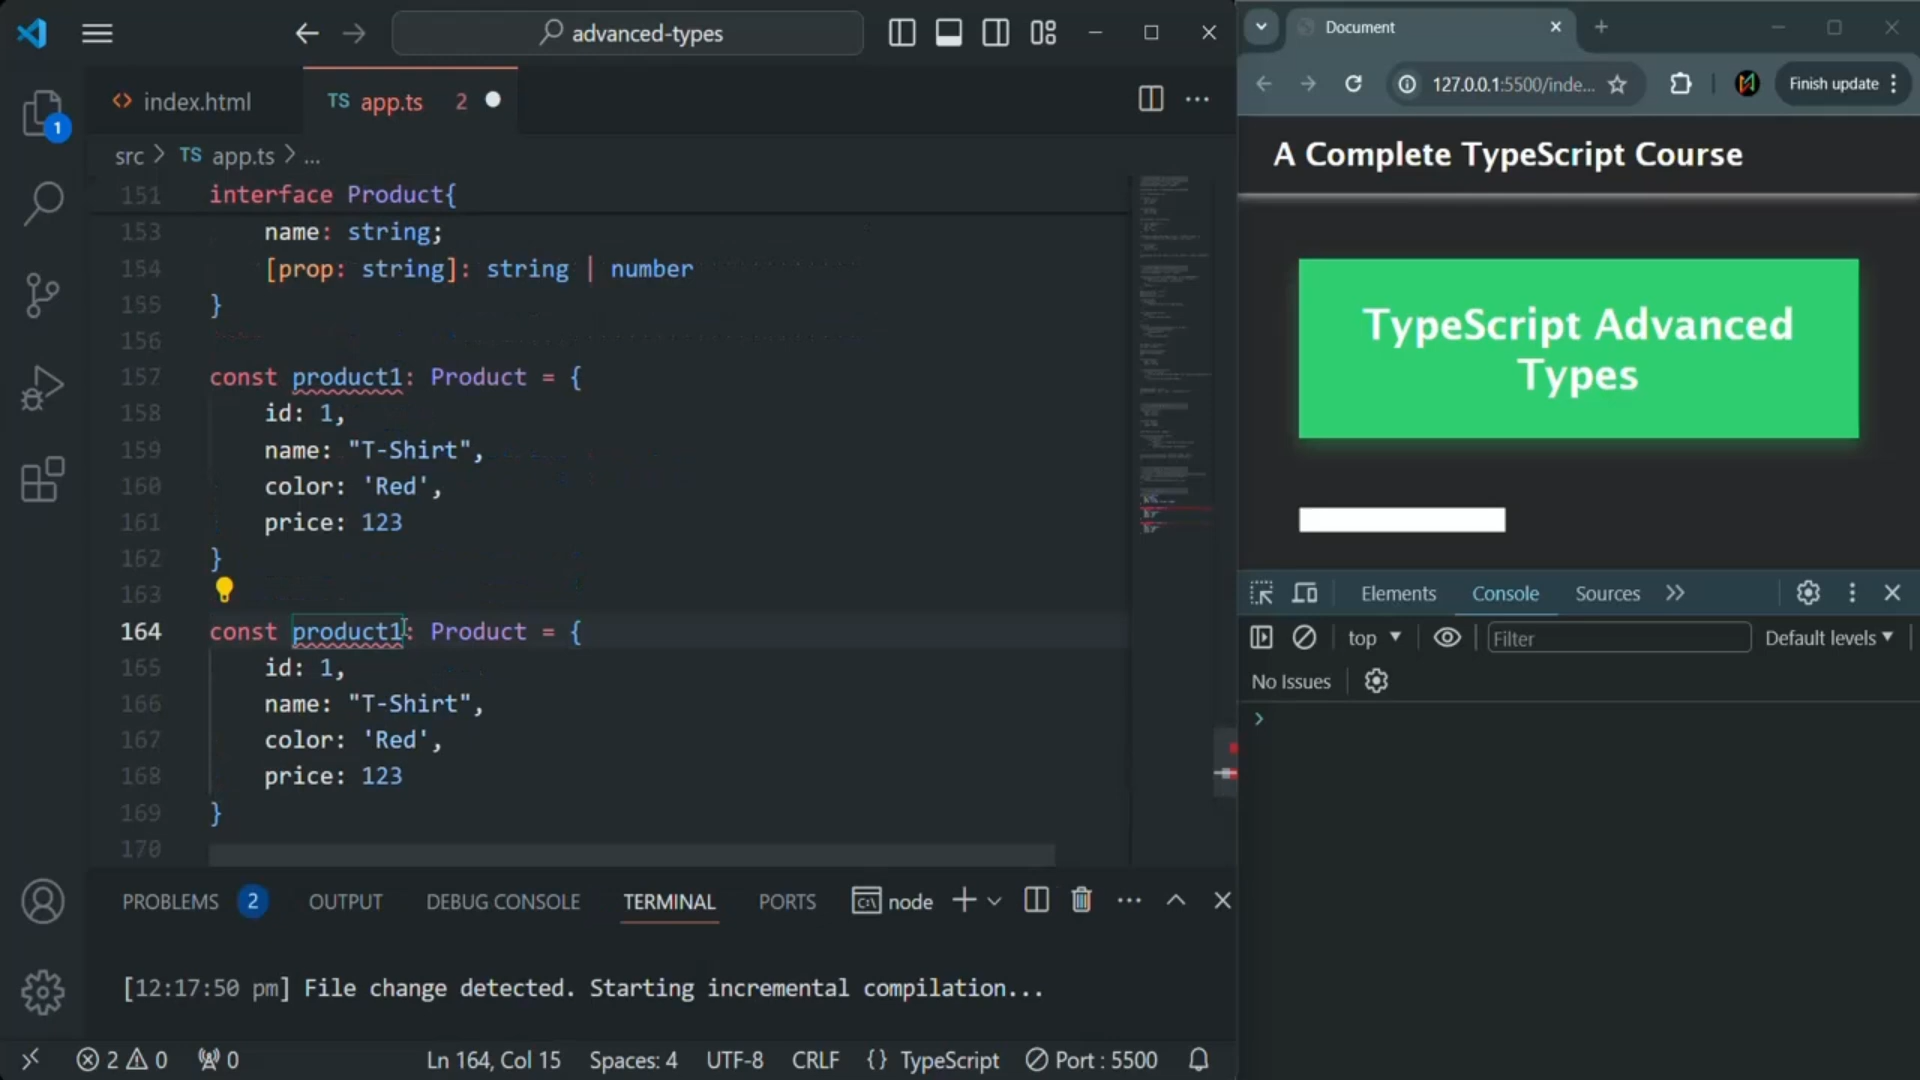 advanced-types
index.html
TS app.ts 2
src > TS app.ts > ...
151 interface Product{
153 name: string;
154 [prop: string]: string | number
155 }
156
157 const product1: Product = {
158 id: 1,
159 name: "T-Shirt",
160 color: 'Red',
161 price: 123
162 }
163
164 const product1: Product = {
165 id: 1,
166 name: "T-Shirt",
167 color: 'Red',
168 price: 123
169 }
170
1
PROBLEMS 2 OUTPUT DEBUG CONSOLE TERMINAL PORTS node
[12:17:50 pm] File change detected. Starting incremental compilation...
2 0 0 Ln 164, Col 15 Spaces: 4 UTF-8 CRLF {} TypeScript Port : 5500
Document
127.0.0.1:5500/inde... Finish update
A Complete TypeScript Course
TypeScript Advanced
Types
Elements Console Sources
top Filter Default levels
No Issues